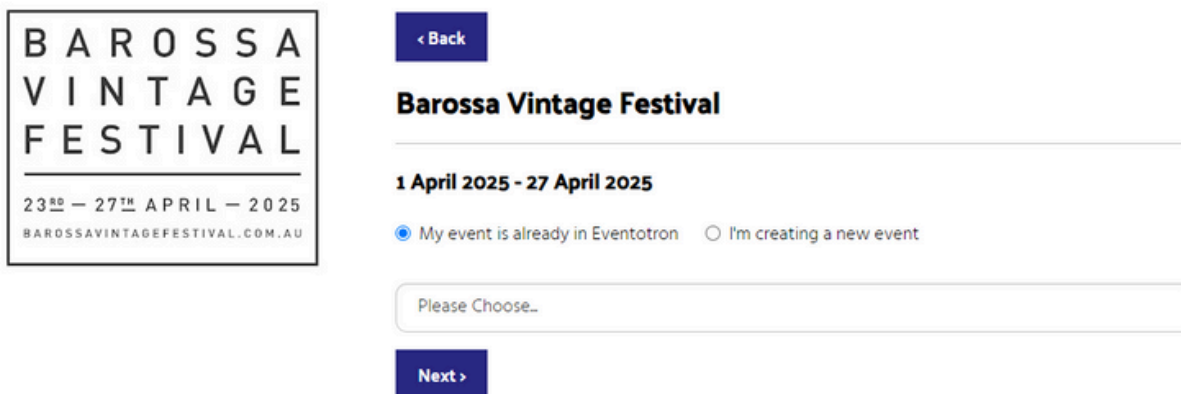 BAROSSA
VINTAGE
FESTIVAL
23RD — 27TH APRIL — 2025
BAROSSAVINTAGEFESTIVAL.COM.AU
< Back
Barossa Vintage Festival
1 April 2025 - 27 April 2025
My event is already in Eventotron I'm creating a new event
Please Choose...
Next >